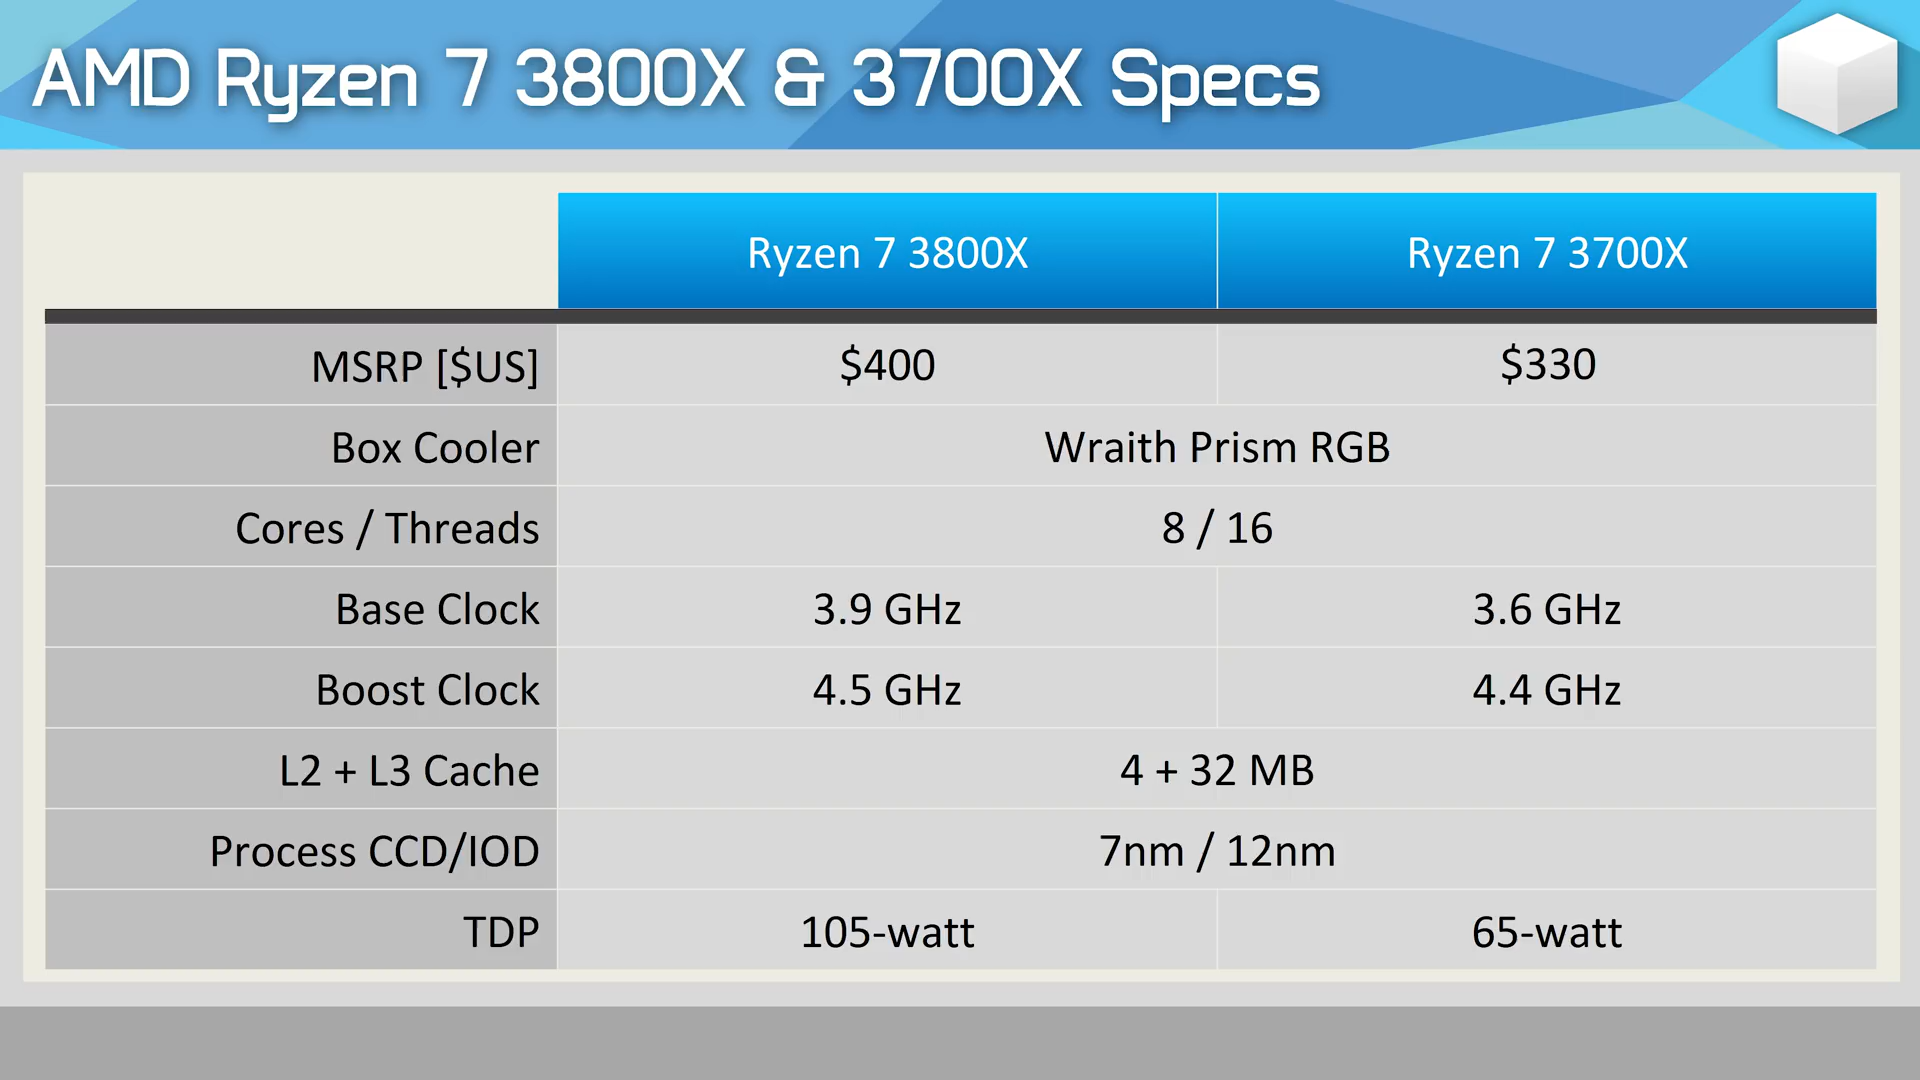 AMD Ryzen 7 3800X & 3700X Specs
Ryzen 7 3800X Ryzen 7 3700X
MSRP [$US] $400 $330
Box Cooler Wraith Prism RGB
Cores / Threads 8 / 16
Base Clock 3.9 GHz 3.6 GHz
Boost Clock 4.5 GHz 4.4 GHz
L2 + L3 Cache 4 + 32 MB
Process CCD/IOD 7nm / 12nm
TDP 105-watt 65-watt